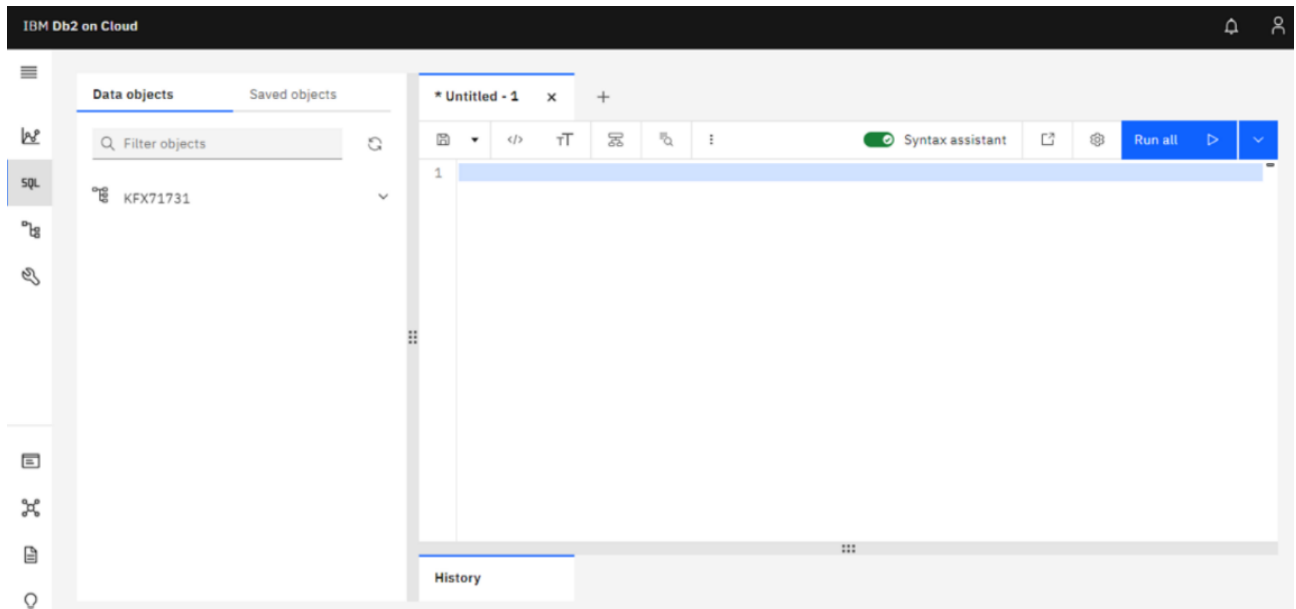 IBM Db2 on Cloud
Data objects
Saved objects
* Untitled - 1
Filter objects
Syntax assistant
Run all
SQL
1
KFX71731
History